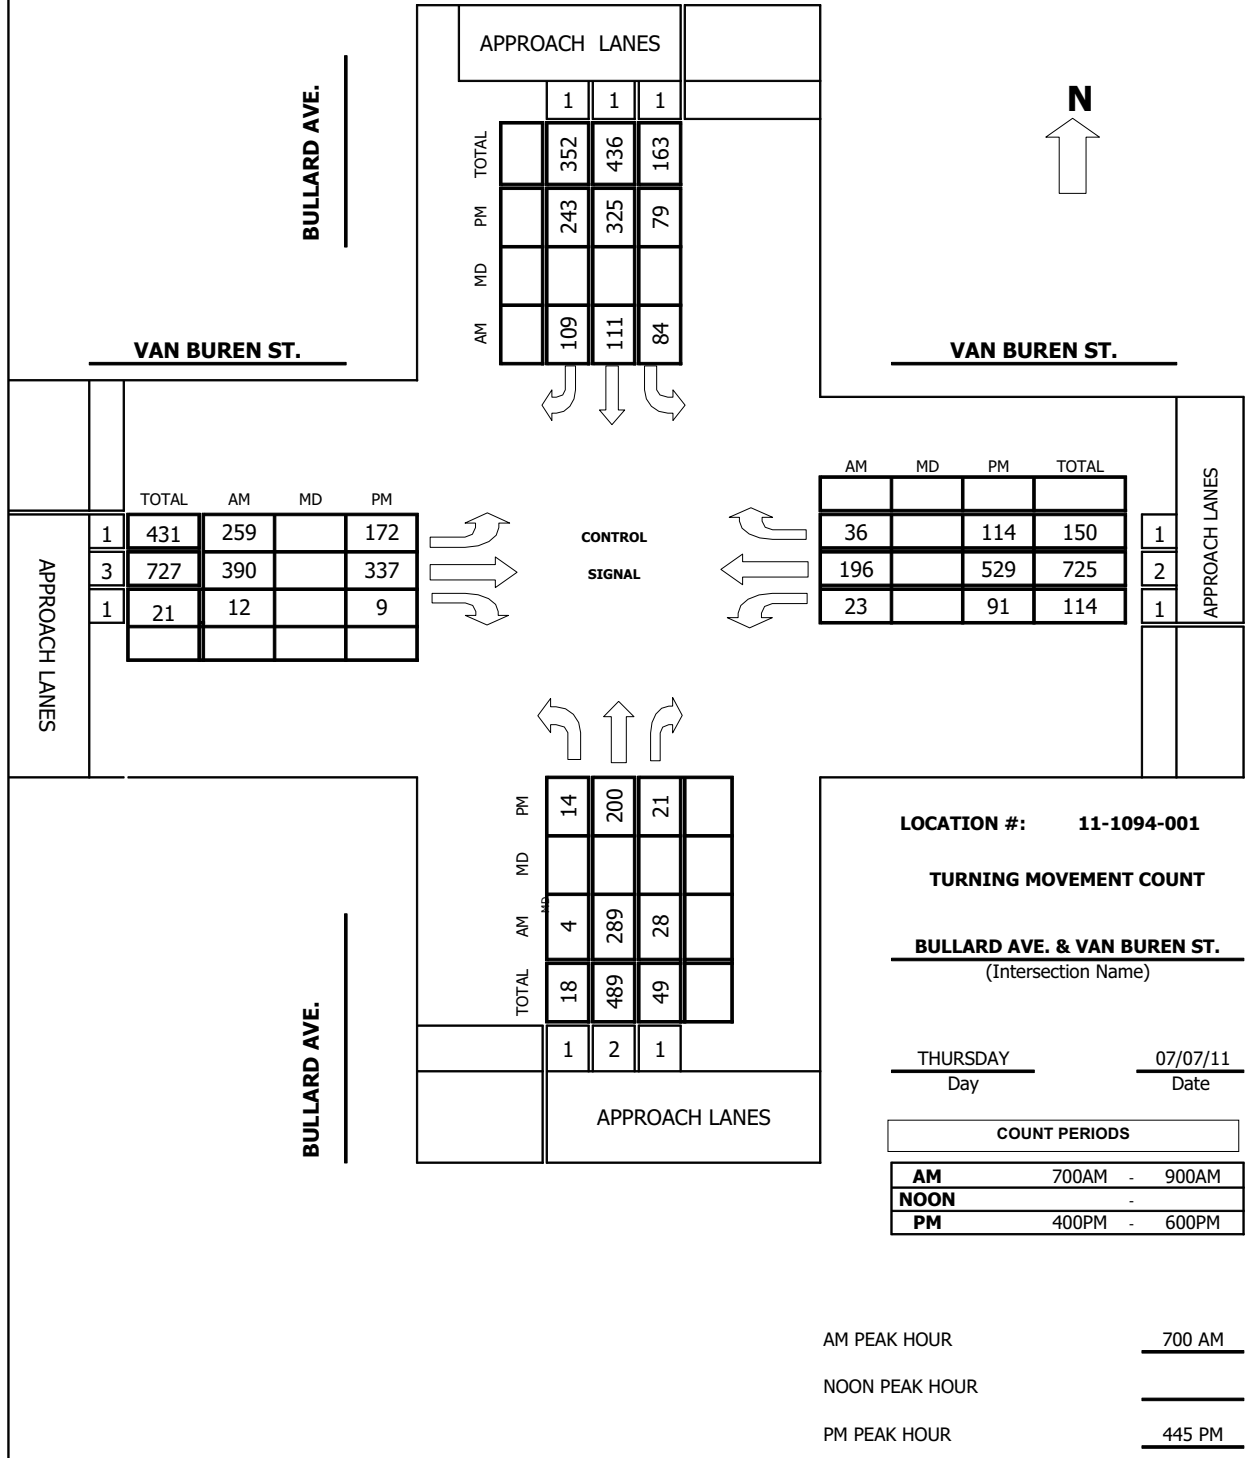 APPROACH LANES
1 1 1
TOTAL 352 436 163
PM 243 325 79
MD
AM 109 111 84
BULLARD AVE.
N
VAN BUREN ST.
VAN BUREN ST.
TOTAL AM MD PM
1 431 259 172
3 727 390 337
1 21 12 9
APPROACH LANES
CONTROL
SIGNAL
AM MD PM TOTAL
36 114 150 1
196 529 725 2
23 91 114 1
APPROACH LANES
PM 14 200 21
MD
MD
AM 4 289 28
TOTAL 18 489 49
1 2 1
APPROACH LANES
BULLARD AVE.
LOCATION #: 11-1094-001
TURNING MOVEMENT COUNT
BULLARD AVE. & VAN BUREN ST.
(Intersection Name)
THURSDAY 07/07/11
Day Date
COUNT PERIODS
AM 700AM - 900AM
NOON -
PM 400PM - 600PM
AM PEAK HOUR 700 AM
NOON PEAK HOUR
PM PEAK HOUR 445 PM